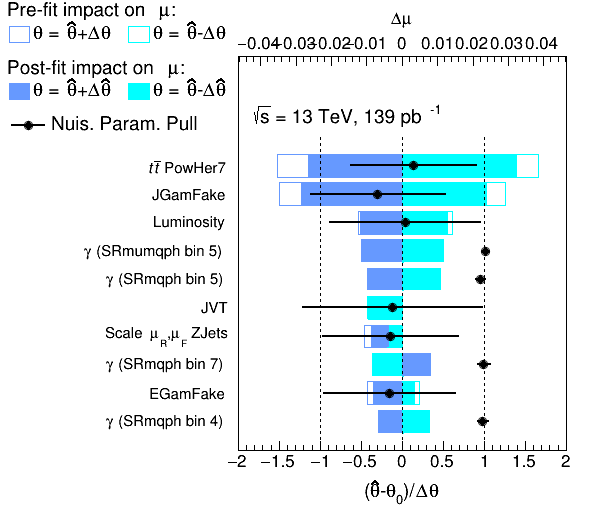 Pre-fit impact on μ:
θ = θ̂+Δθ θ = θ̂-Δθ
Post-fit impact on μ:
θ = θ̂+Δθ̂ θ = θ̂-Δθ̂
Nuis. Param. Pull
Δμ
−0.04 −0.03 −0.02 −0.01 0 0.01 0.02 0.03 0.04
√s = 13 TeV, 139 pb⁻¹
tt̄ PowHer7
JGamFake
Luminosity
γ (SRmumqph bin 5)
γ (SRmqph bin 5)
JVT
Scale μ_R,μ_F ZJets
γ (SRmqph bin 7)
EGamFake
γ (SRmqph bin 4)
−2 −1.5 −1 −0.5 0 0.5 1 1.5 2
(θ̂-θ₀)/Δθ